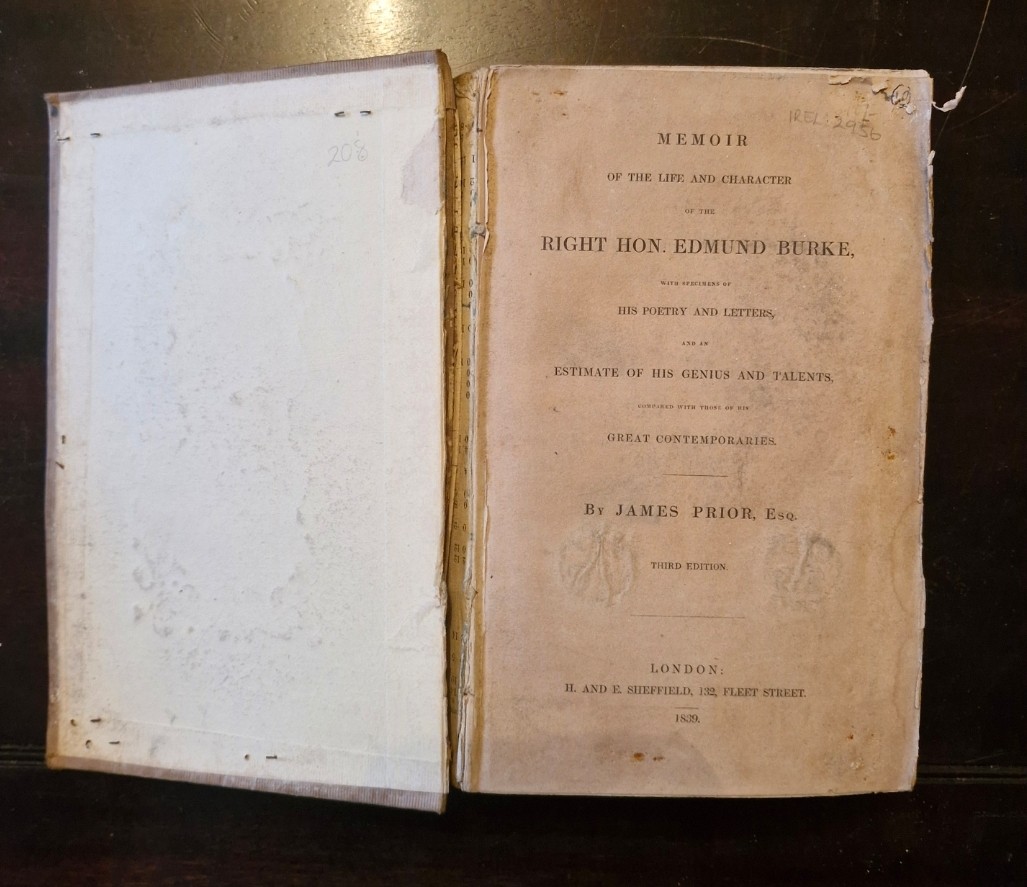 208
IREL: 2956
MEMOIR
OF THE LIFE AND CHARACTER
OF THE
RIGHT HON. EDMUND BURKE,
WITH SPECIMENS OF
HIS POETRY AND LETTERS,
AND AN
ESTIMATE OF HIS GENIUS AND TALENTS,
COMPARED WITH THOSE OF HIS
GREAT CONTEMPORARIES.
BY JAMES PRIOR, ESQ.
THIRD EDITION.
LONDON:
H. AND E. SHEFFIELD, 132, FLEET STREET.
1839.